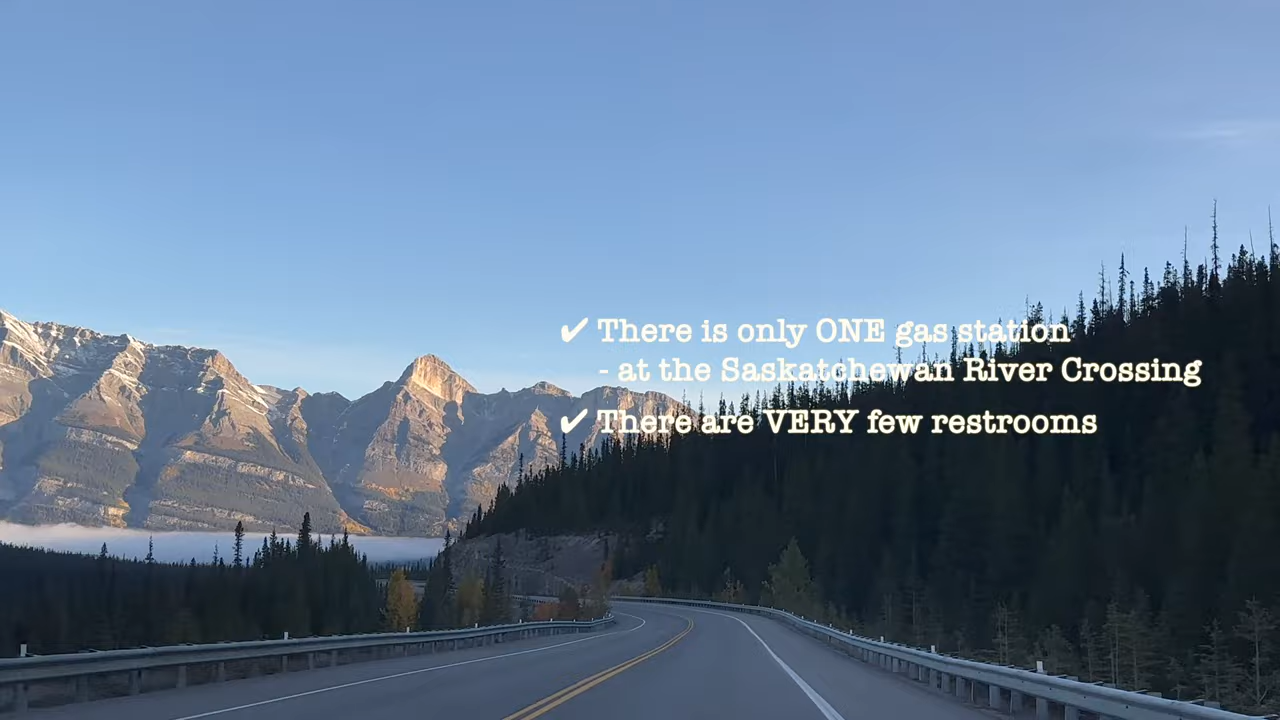 ✔ There is only ONE gas station
- at the Saskatchewan River Crossing
✔ There are VERY few restrooms